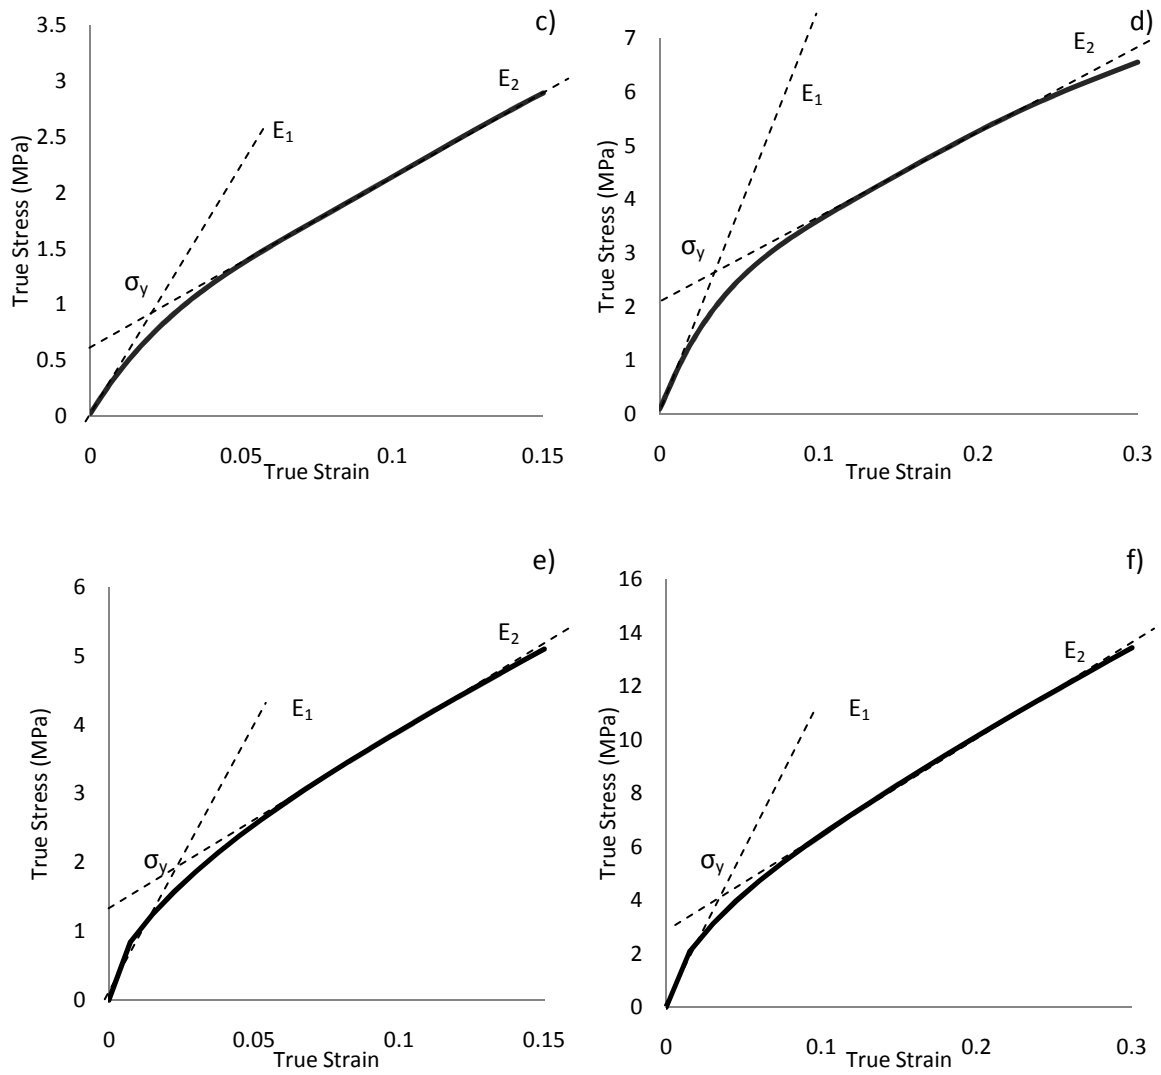 c)
3.5
3
2.5
2
1.5
1
0.5
0
True Stress (MPa)
E2
E1
σy
0 0.05 0.1 0.15
True Strain
d)
7
6
5
4
3
2
1
0
True Stress (MPa)
E2
E1
σy
0 0.1 0.2 0.3
True Strain
e)
6
5
4
3
2
1
0
True Stress (MPa)
E2
E1
σy
0 0.05 0.1 0.15
True Strain
f)
16
14
12
10
8
6
4
2
0
True Stress (MPa)
E2
E1
σy
0 0.1 0.2 0.3
True Strain